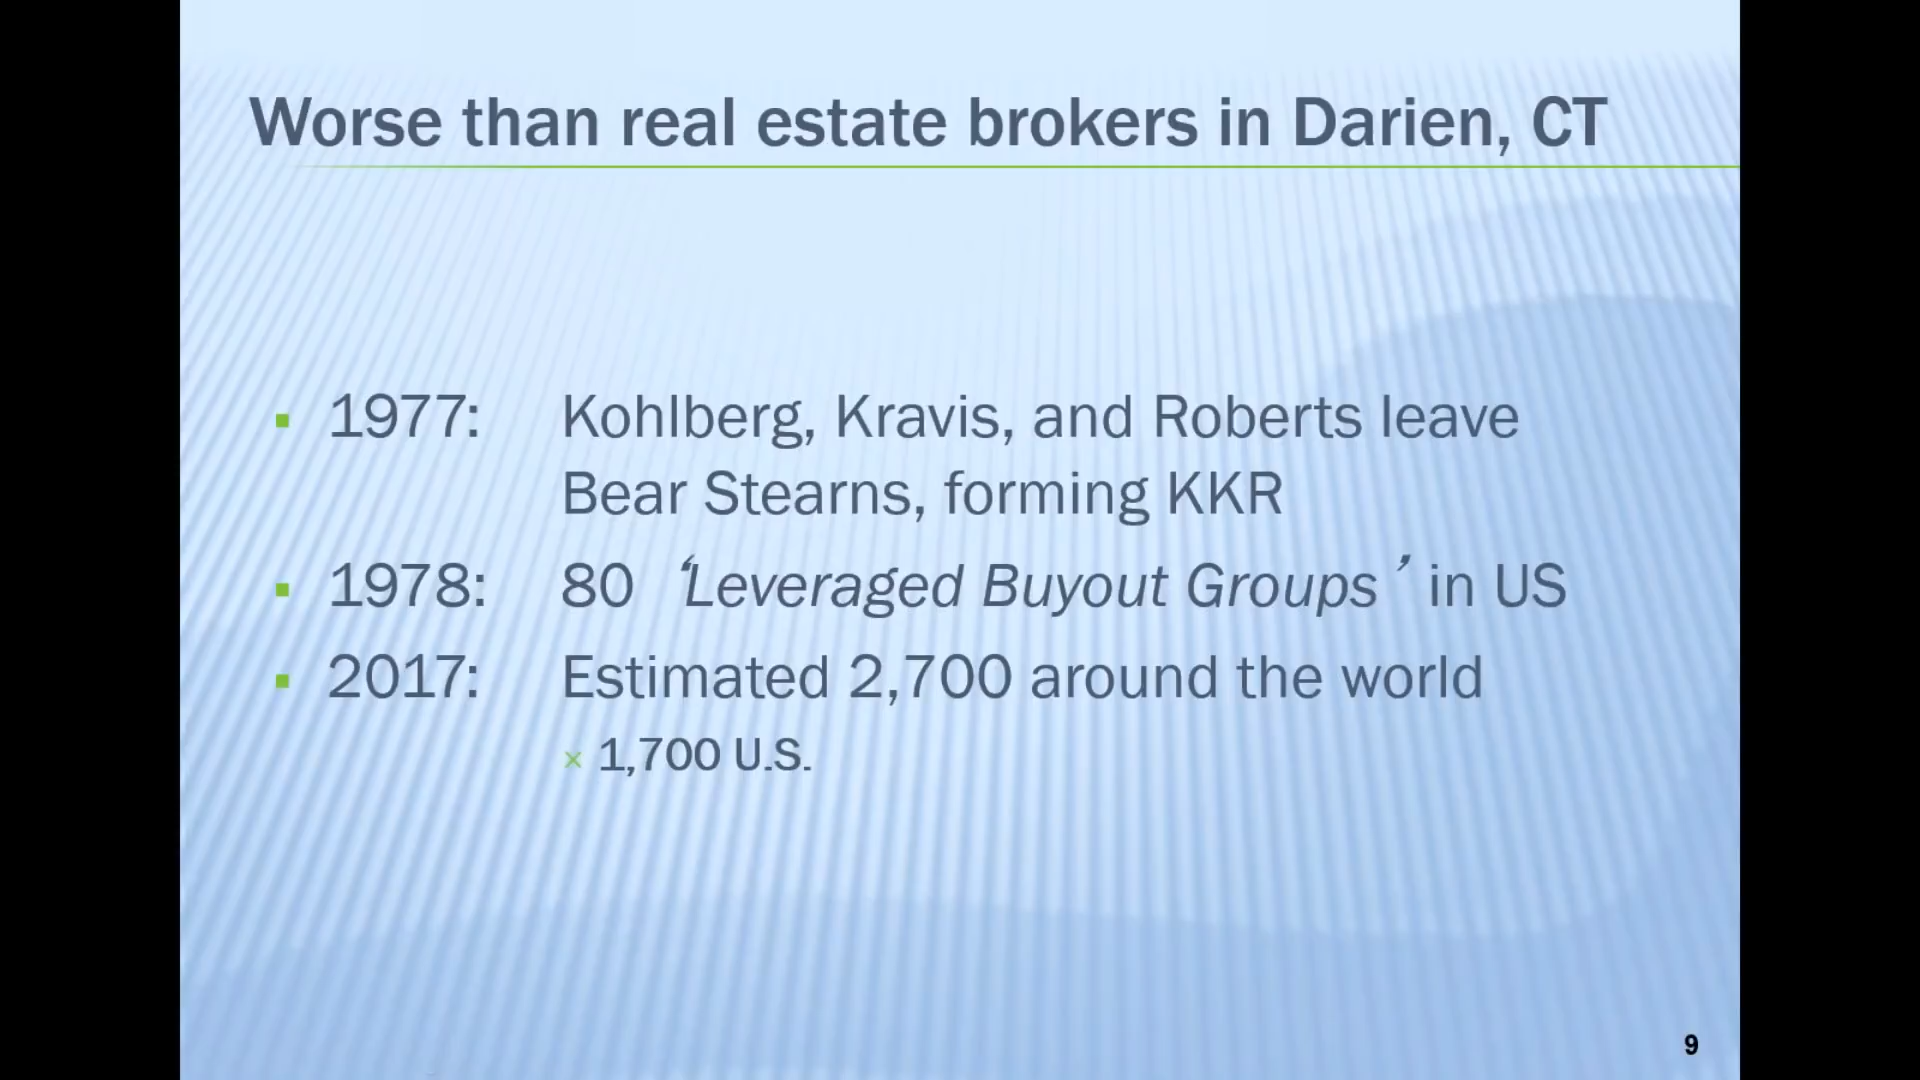 Worse than real estate brokers in Darien, CT
▪ 1977: Kohlberg, Kravis, and Roberts leave
Bear Stearns, forming KKR
▪ 1978: 80 ‘Leveraged Buyout Groups’ in US
▪ 2017: Estimated 2,700 around the world
× 1,700 U.S.
9